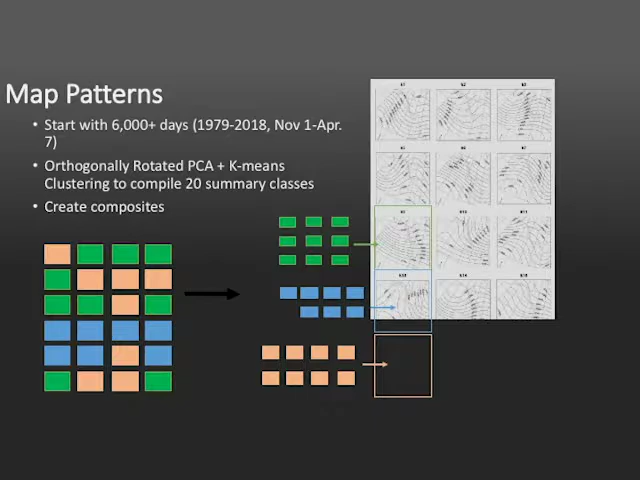 Map Patterns
• Start with 6,000+ days (1979-2018, Nov 1-Apr.
7)
• Orthogonally Rotated PCA + K-means
Clustering to compile 20 summary classes
• Create composites